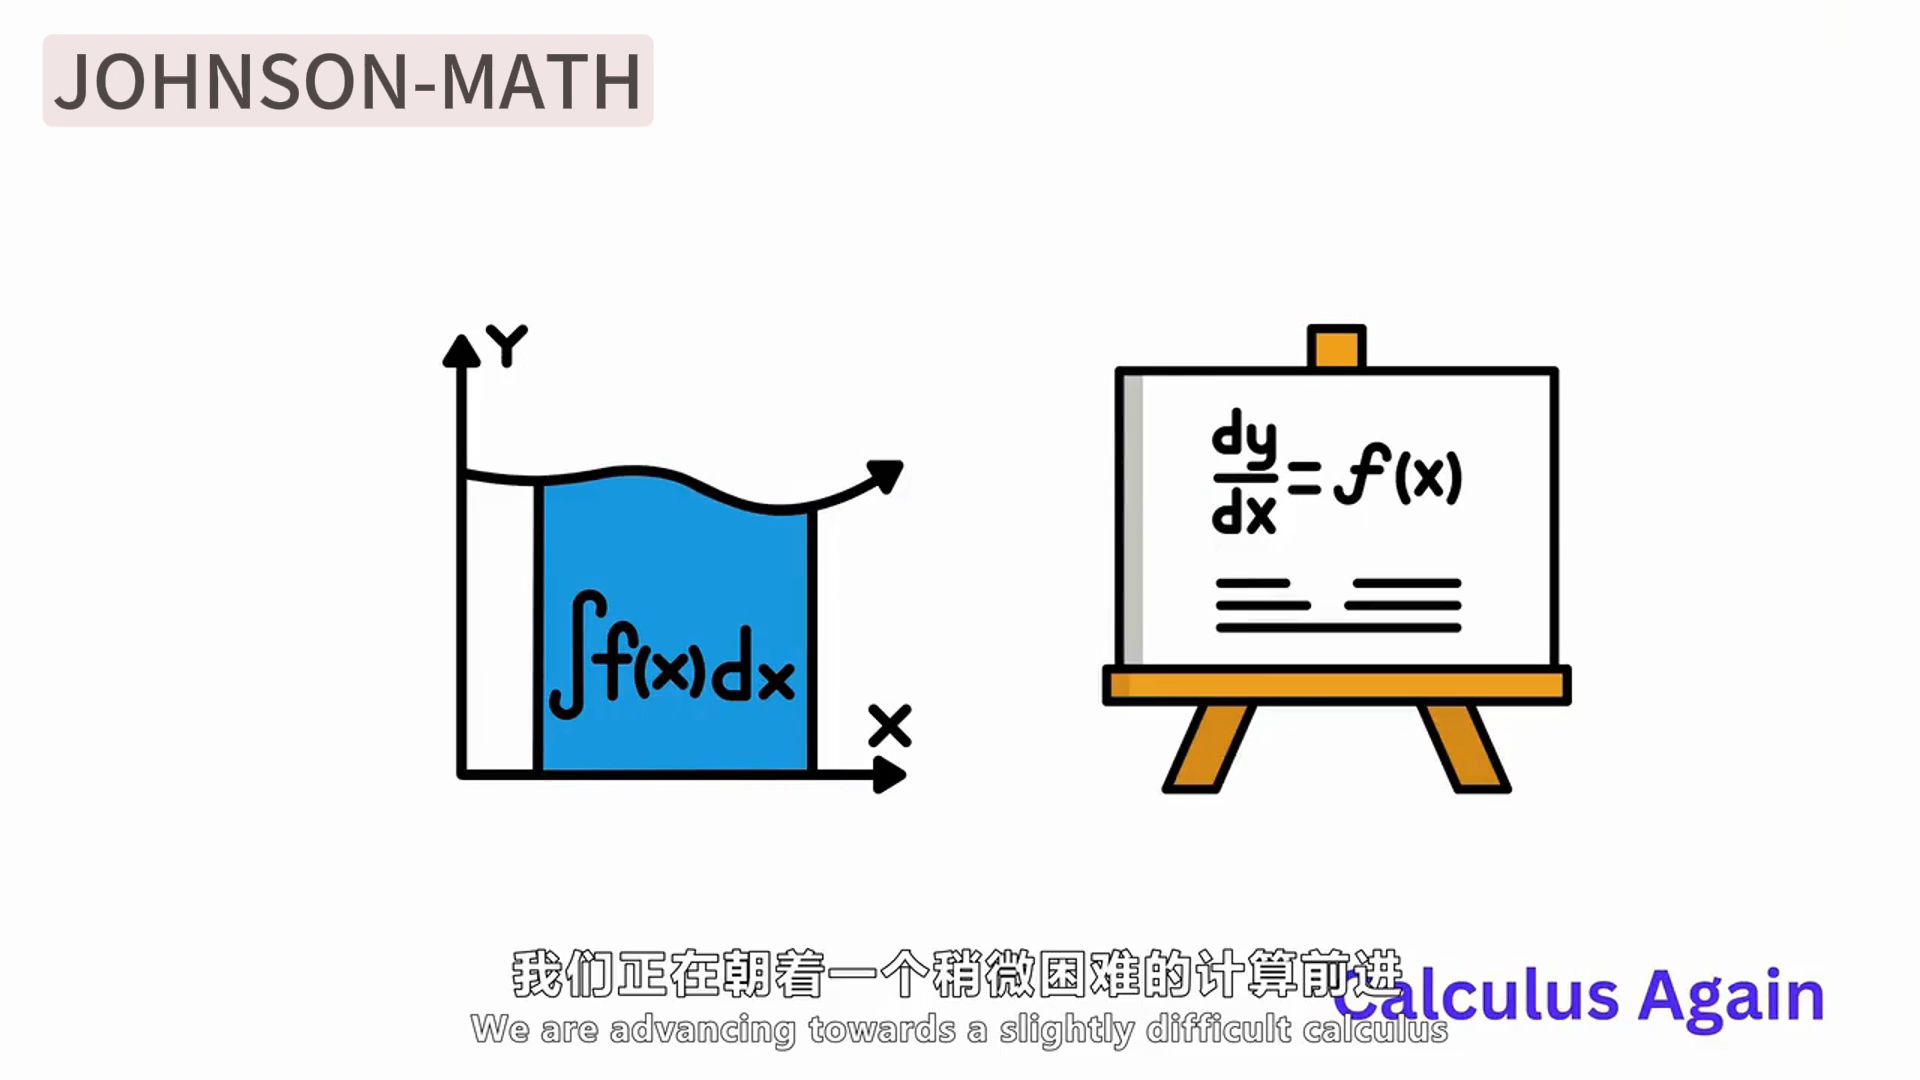 JOHNSON-MATH
Y
∫f(x)dx
X
dy
dx
= f(x)
我们正在朝着一个稍微困难的计算前进
Calculus Again
We are advancing towards a slightly difficult calculus